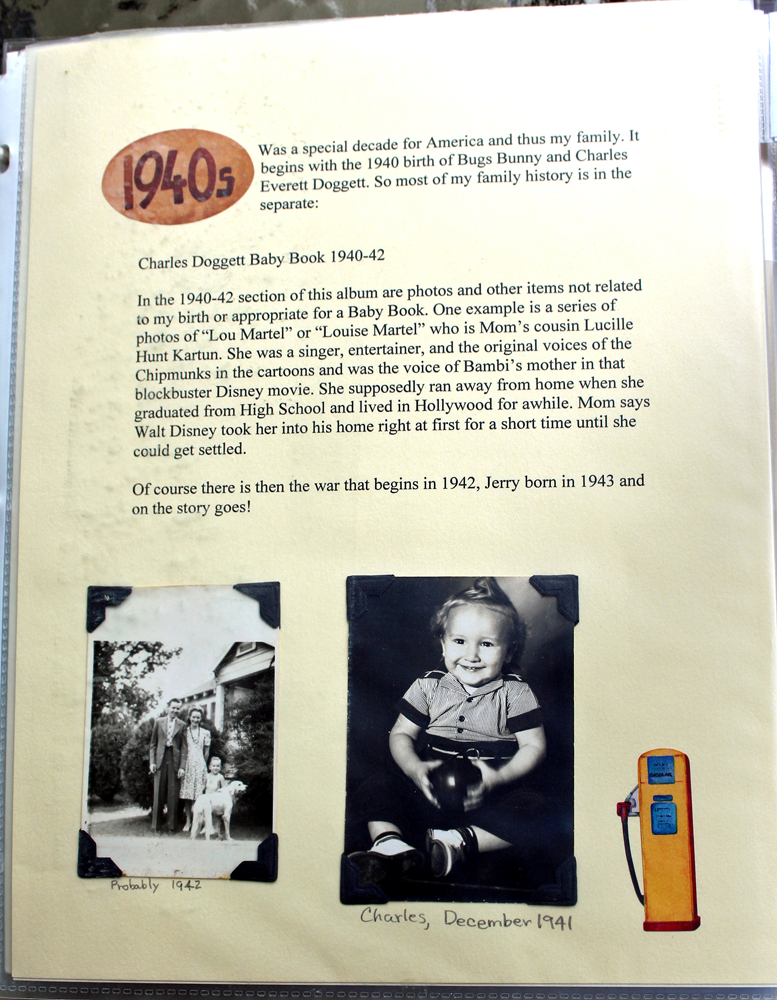 1940s
Was a special decade for America and thus my family. It
begins with the 1940 birth of Bugs Bunny and Charles
Everett Doggett. So most of my family history is in the
separate:
Charles Doggett Baby Book 1940-42
In the 1940-42 section of this album are photos and other items not related
to my birth or appropriate for a Baby Book. One example is a series of
photos of “Lou Martel” or “Louise Martel” who is Mom’s cousin Lucille
Hunt Kartun. She was a singer, entertainer, and the original voices of the
Chipmunks in the cartoons and was the voice of Bambi’s mother in that
blockbuster Disney movie. She supposedly ran away from home when she
graduated from High School and lived in Hollywood for awhile. Mom says
Walt Disney took her into his home right at first for a short time until she
could get settled.
Of course there is then the war that begins in 1942, Jerry born in 1943 and
on the story goes!
Probably 1942
Charles, December 1941